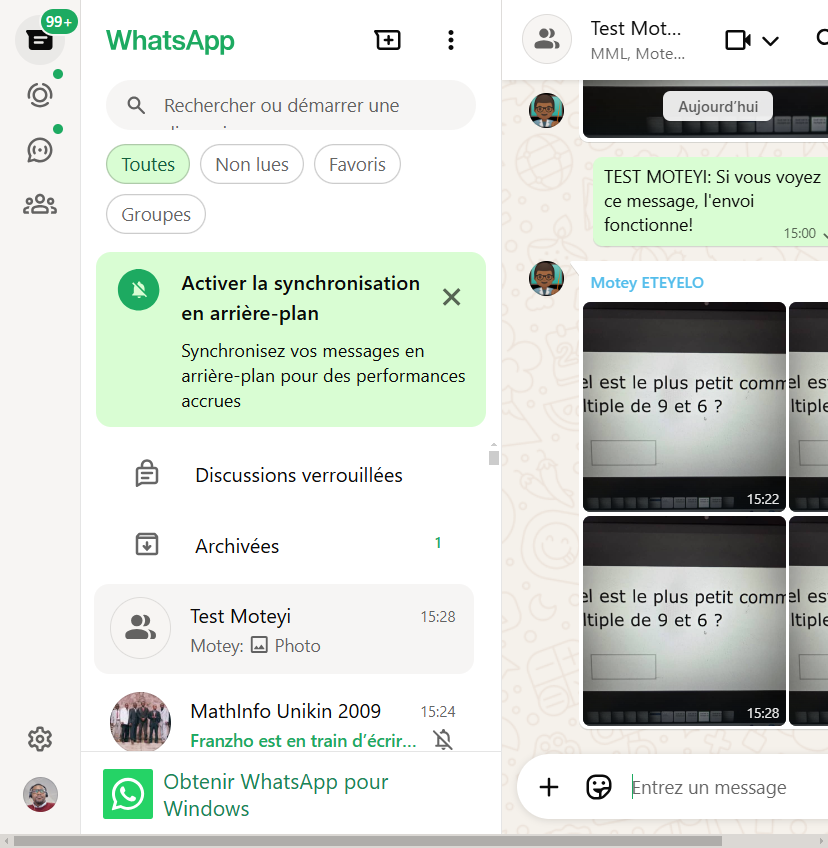 99+
WhatsApp
Rechercher ou démarrer une
Toutes
Non lues
Favoris
Groupes
Activer la synchronisation
en arrière-plan
Synchronisez vos messages en
arrière-plan pour des performances
accrues
Discussions verrouillées
Archivées
1
Test Moteyi
15:28
Motey: Photo
MathInfo Unikin 2009
15:24
Franzho est en train d'écrir...
Obtenir WhatsApp pour
Windows
Test Mot...
MML, Mote...
Aujourd'hui
TEST MOTEYI: Si vous voyez
ce message, l'envoi
fonctionne!
15:00
Motey ETEYELO
el est le plus petit comm
ltiple de 9 et 6 ?
15:22
el es
ltiple
el est le plus petit comm
ltiple de 9 et 6 ?
15:28
el es
ltiple
Entrez un message